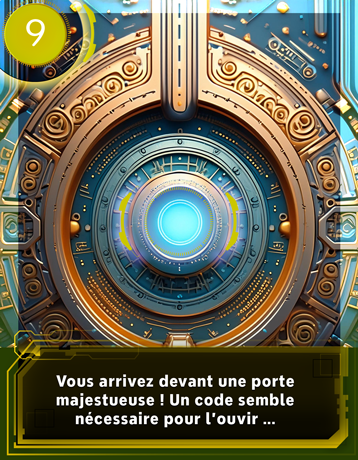 9
Vous arrivez devant une porte
majestueuse ! Un code semble
nécessaire pour l'ouvir ...